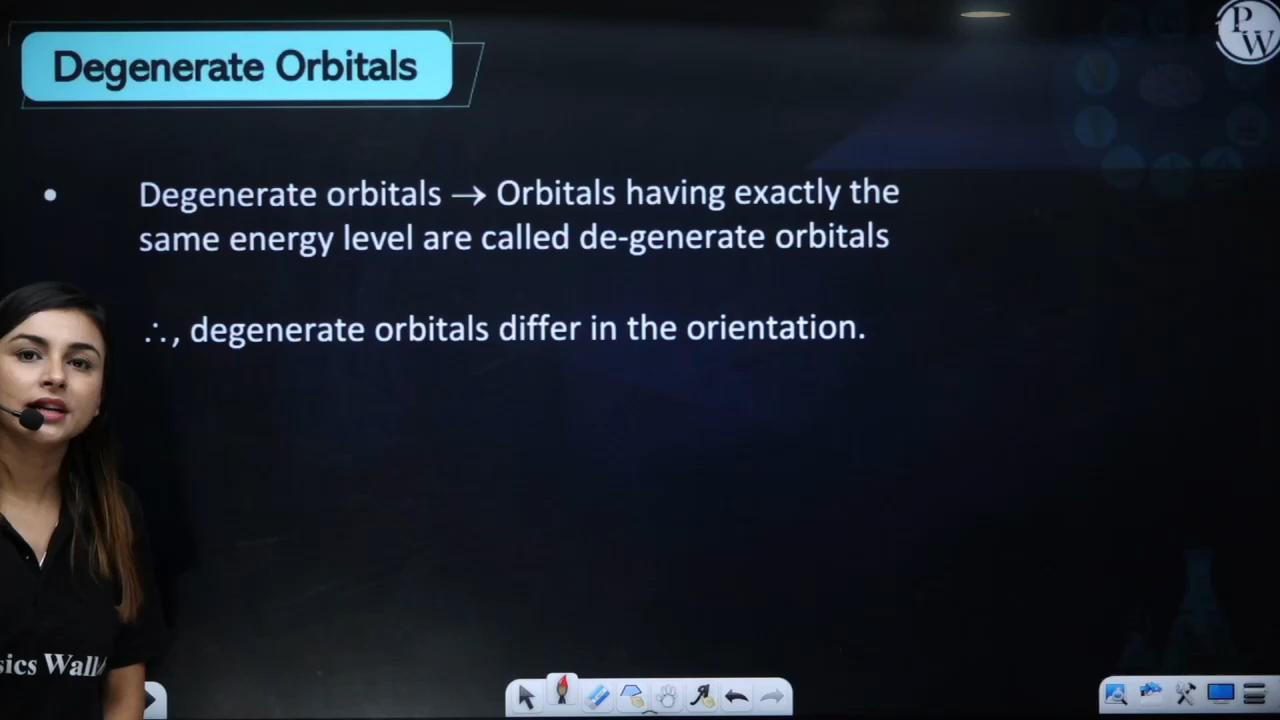 Degenerate Orbitals
PW
• Degenerate orbitals → Orbitals having exactly the
same energy level are called de-generate orbitals
∴, degenerate orbitals differ in the orientation.
sics Wall